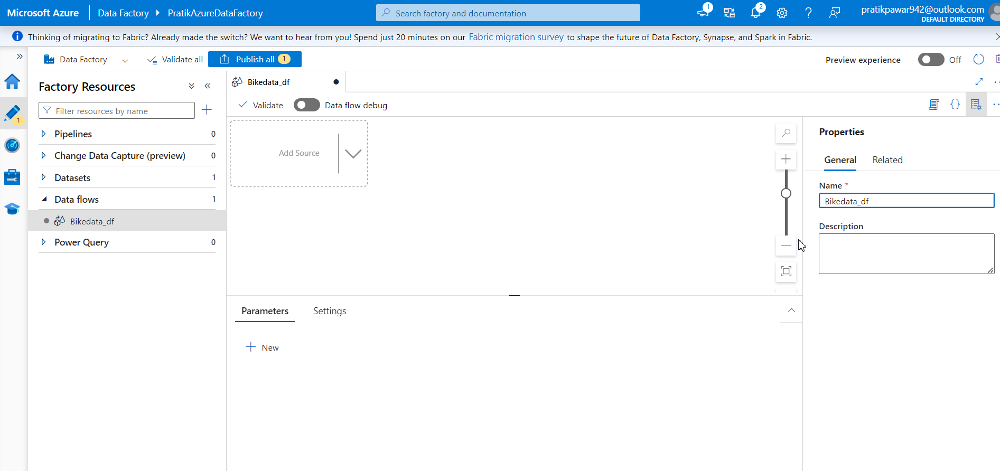 Microsoft Azure
Data Factory
PratikAzureDataFactory
Search factory and documentation
1
2
pratikpawar942@outlook.com
DEFAULT DIRECTORY
Thinking of migrating to Fabric? Already made the switch? We want to hear from you! Spend just 20 minutes on our Fabric migration survey to shape the future of Data Factory, Synapse, and Spark in Fabric.
Data Factory
Validate all
Publish all 1
Preview experience
Off
1
Factory Resources
Filter resources by name
Pipelines 0
Change Data Capture (preview) 0
Datasets 1
Data flows 1
Bikedata_df
Power Query 0
Bikedata_df
Validate
Data flow debug
Add Source
Parameters
Settings
New
Properties
General
Related
Name *
Bikedata_df
Description